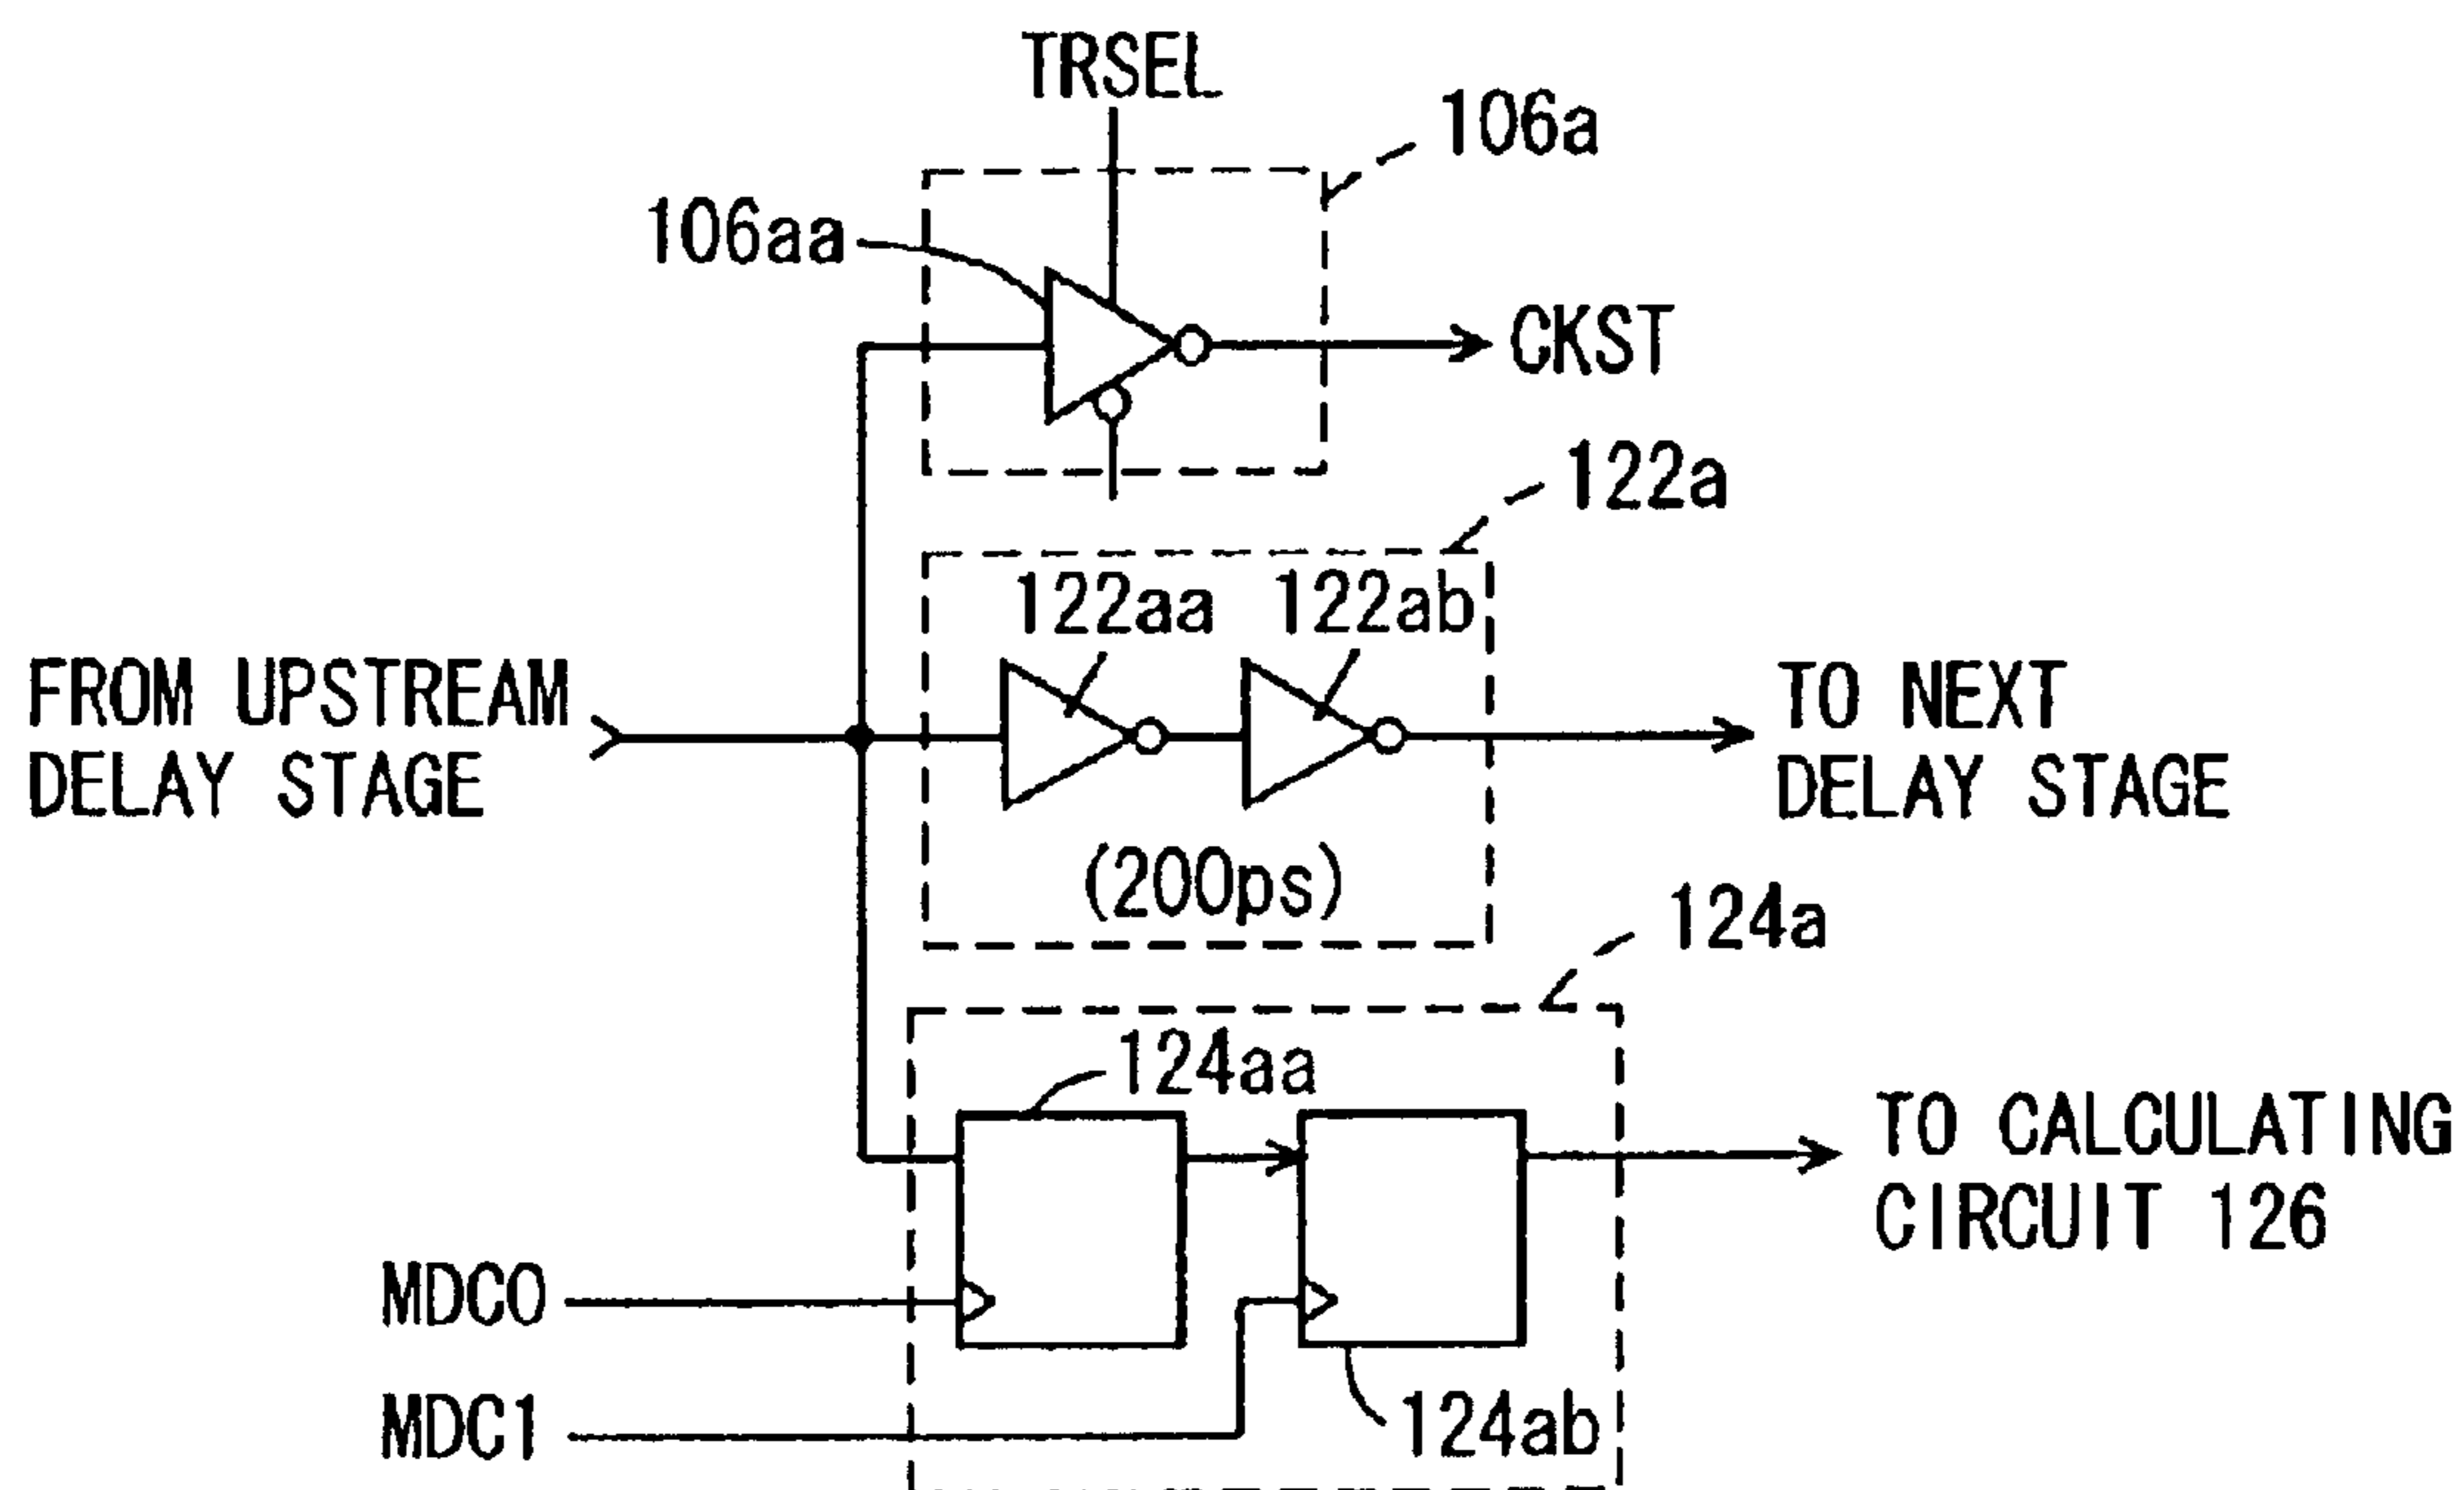 TRSEL
106a
106aa
CKST
122a
122aa
122ab
FROM UPSTREAM
DELAY STAGE
TO NEXT
DELAY STAGE
(200ps)
124a
124aa
TO CALCULATING
CIRCUIT 126
MDC0
MDC1
124ab